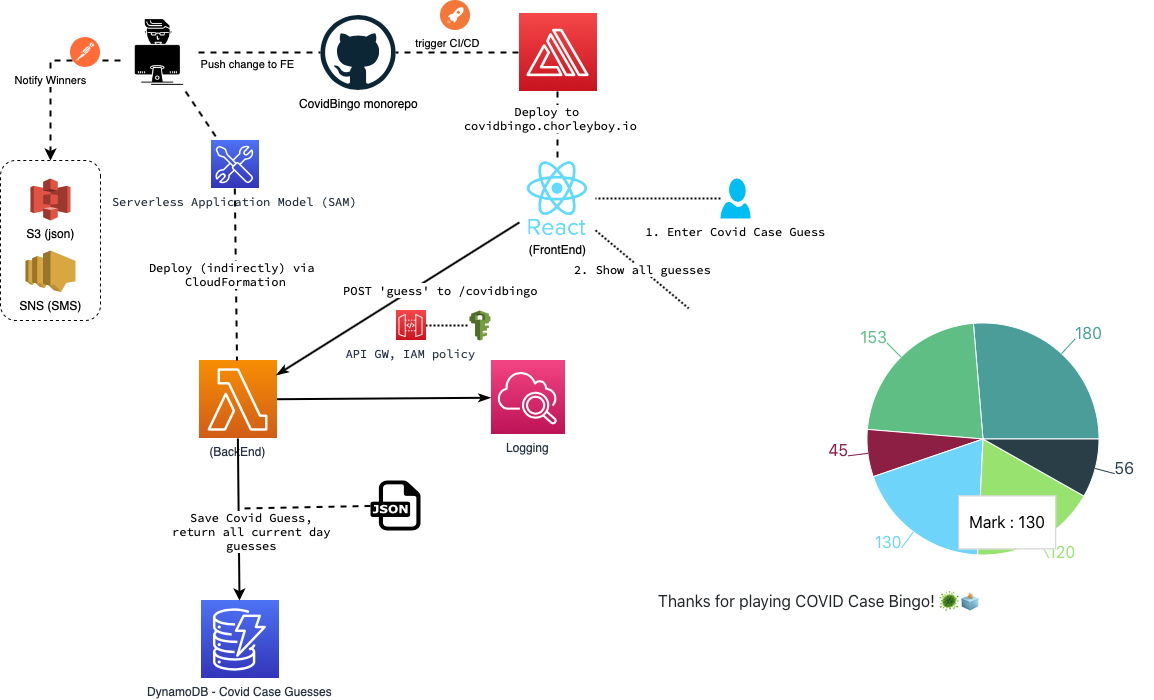 trigger CI/CD
Push change to FE
Notify Winners
CovidBingo monorepo
Deploy to
covidbingo.chorleyboy.io
Serverless Application Model (SAM)
S3 (json)
SNS (SMS)
React
(FrontEnd)
1. Enter Covid Case Guess
2. Show all guesses
Deploy (indirectly) via
CloudFormation
POST 'guess' to /covidbingo
API GW, IAM policy
(BackEnd)
Logging
JSON
Save Covid Guess,
return all current day
guesses
DynamoDB - Covid Case Guesses
153
180
45
56
130
120
Mark : 130
Thanks for playing COVID Case Bingo!